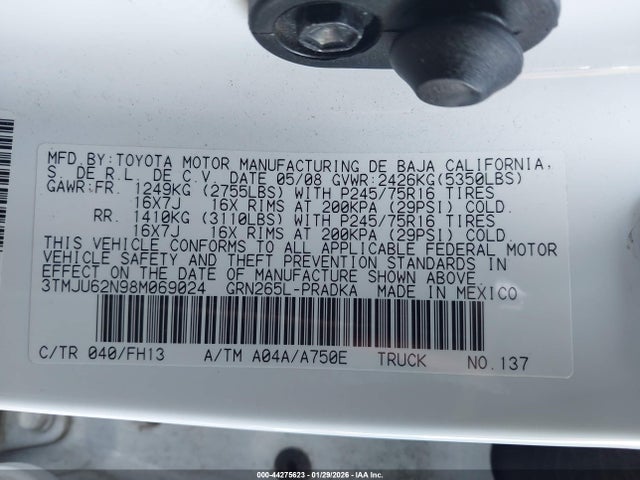 MFD.BY:TOYOTA MOTOR MANUFACTURING DE BAJA CALIFORNIA,
S. DE R.L. DE C.V. DATE 05/08 GVWR:2426KG(5350LBS)
GAWR:FR. 1249KG (2755LBS) WITH P245/75R16 TIRES
16X7J 16X RIMS AT 200KPA (29PSI) COLD.
RR. 1410KG (3110LBS) WITH P245/75R16 TIRES
16X7J 16X RIMS AT 200KPA (29PSI) COLD.
THIS VEHICLE CONFORMS TO ALL APPLICABLE FEDERAL MOTOR
VEHICLE SAFETY AND THEFT PREVENTION STANDARDS IN
EFFECT ON THE DATE OF MANUFACTURE SHOWN ABOVE.
3TMJU62N98M069024 GRN265L-PRADKA MADE IN MEXICO
C/TR 040/FH13 A/TM A04A/A750E TRUCK NO.137
000-44275623 - 01/29/2026 - IAA Inc.